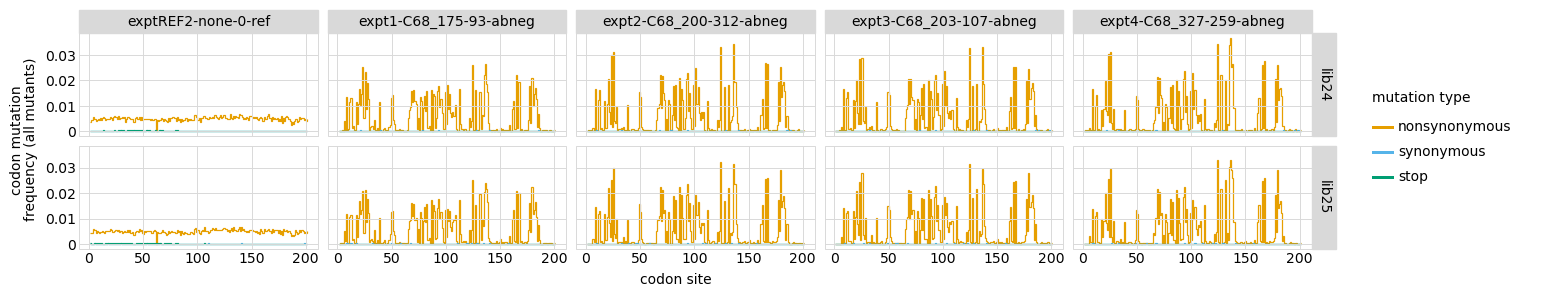 exptREF2-none-0-ref expt1-C68_175-93-abneg expt2-C68_200-312-abneg expt3-C68_203-107-abneg expt4-C68_327-259-abneg
codon mutation
frequency (all mutants)
0.03
0.02
0.01
0
lib24
0.03
0.02
0.01
0
lib25
0 50 100 150 200 0 50 100 150 200 0 50 100 150 200 0 50 100 150 200 0 50 100 150 200
codon site
mutation type
nonsynonymous
synonymous
stop